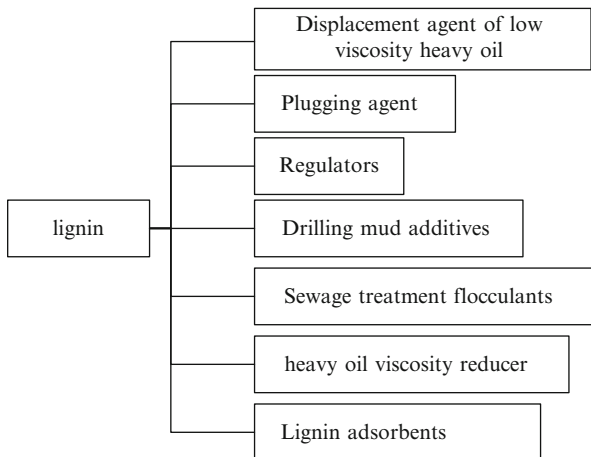 Displacement agent of low
viscosity heavy oil
Plugging agent
Regulators
lignin
Drilling mud additives
Sewage treatment flocculants
heavy oil viscosity reducer
Lignin adsorbents